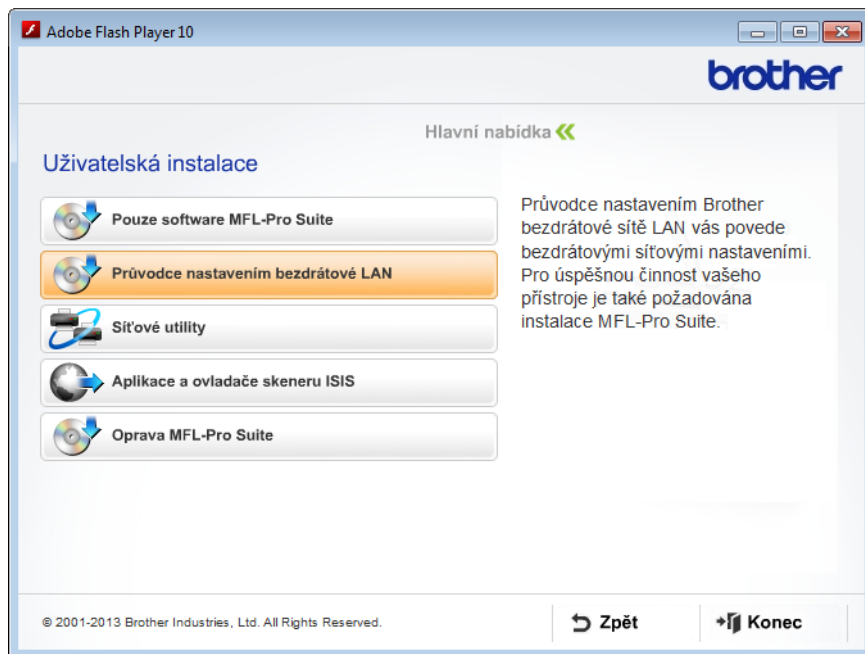 Adobe Flash Player 10
brother
Hlavní nabídka
Uživatelská instalace
Pouze software MFL-Pro Suite
Průvodce nastavením bezdrátové LAN
Síťové utility
Aplikace a ovladače skeneru ISIS
Oprava MFL-Pro Suite
Průvodce nastavením Brother
bezdrátové sítě LAN vás povede
bezdrátovými síťovými nastaveními.
Pro úspěšnou činnost vašeho
přístroje je také požadována
instalace MFL-Pro Suite.
© 2001-2013 Brother Industries, Ltd. All Rights Reserved.
Zpět
Konec